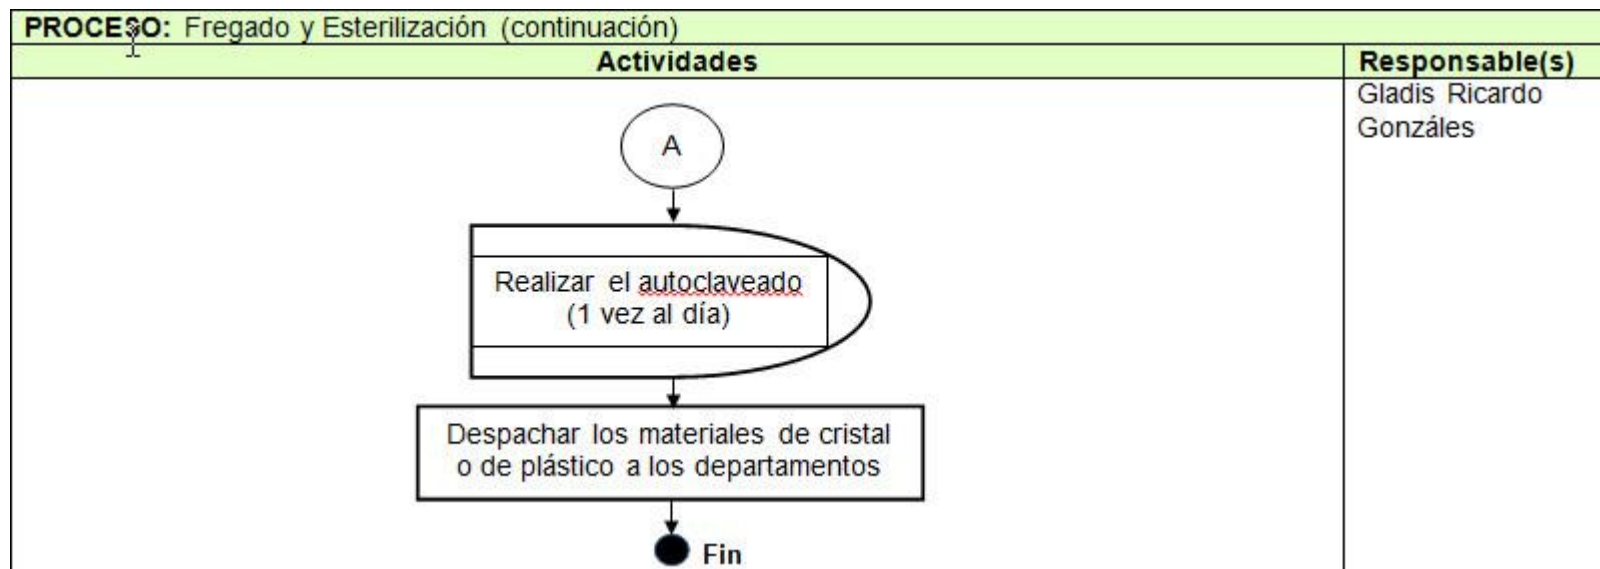 PROCESO: Fregado y Esterilización (continuación)
Actividades
Responsable(s)
Gladis Ricardo
Gonzáles
A
Realizar el autoclaveado
(1 vez al día)
Despachar los materiales de cristal
o de plástico a los departamentos
Fin